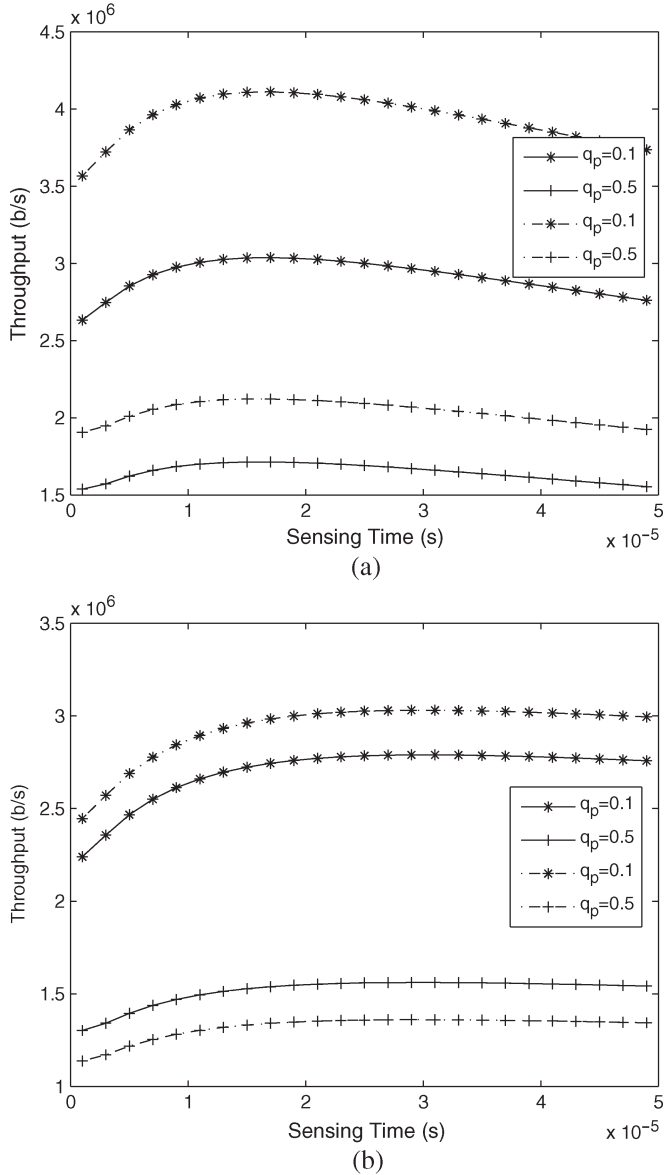 x 10^6
4.5
4
3.5
3
2.5
2
1.5
Throughput (b/s)
q_p=0.1
q_p=0.5
q_p=0.1
q_p=0.5
0 1 2 3 4 5
Sensing Time (s)
x 10^-5
(a)
x 10^6
3.5
3
2.5
2
1.5
1
Throughput (b/s)
q_p=0.1
q_p=0.5
q_p=0.1
q_p=0.5
0 1 2 3 4 5
Sensing Time (s)
x 10^-5
(b)